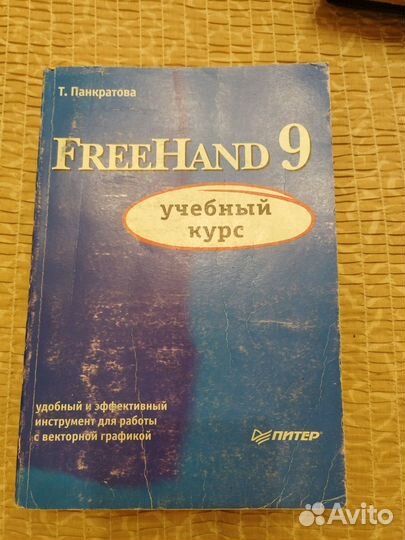 Т. Панкратова
FREEHAND 9
учебный
курс
удобный и эффективный
инструмент для работы
с векторной графикой
ПИТЕР
Avito